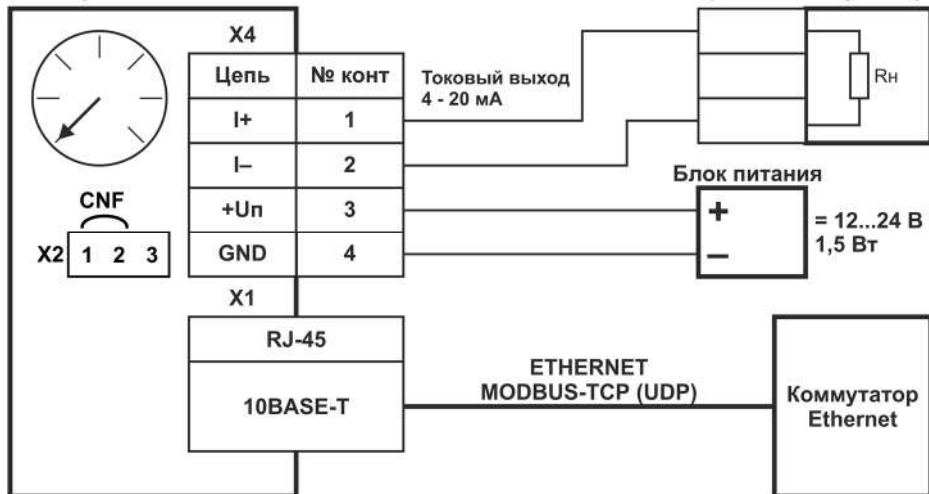 X4
Цепь № конт
I+ 1
I– 2
+Uп 3
GND 4
Токовый выход
4 - 20 мА
Rн
Блок питания
+
–
= 12...24 В
1,5 Вт
CNF
X2 1 2 3
X1
RJ-45
10BASE-T
ETHERNET
MODBUS-TCP (UDP)
Коммутатор
Ethernet